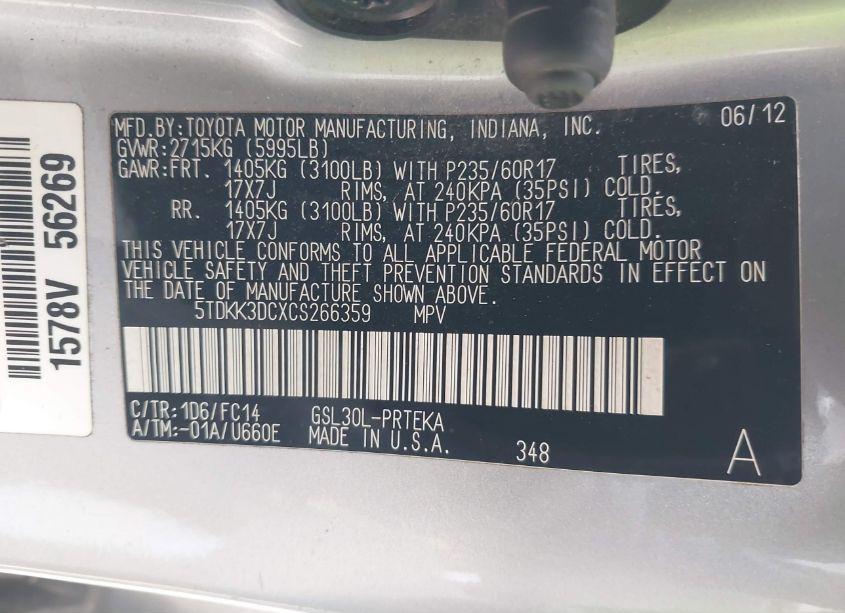 MFD.BY:TOYOTA MOTOR MANUFACTURING, INDIANA, INC. 06/12
GVWR:2715KG (5995LB)
GAWR:FRT. 1405KG (3100LB) WITH P235/60R17 TIRES,
17X7J RIMS, AT 240KPA (35PSI) COLD.
RR. 1405KG (3100LB) WITH P235/60R17 TIRES,
17X7J RIMS, AT 240KPA (35PSI) COLD.
THIS VEHICLE CONFORMS TO ALL APPLICABLE FEDERAL MOTOR
VEHICLE SAFETY AND THEFT PREVENTION STANDARDS IN EFFECT ON
THE DATE OF MANUFACTURE SHOWN ABOVE.
5TDKK3DCXCS266359 MPV
C/TR:1D6/FC14 GSL30L-PRTEKA
A/TM:-01A/U660E MADE IN U.S.A. 348 A
1578V 56269